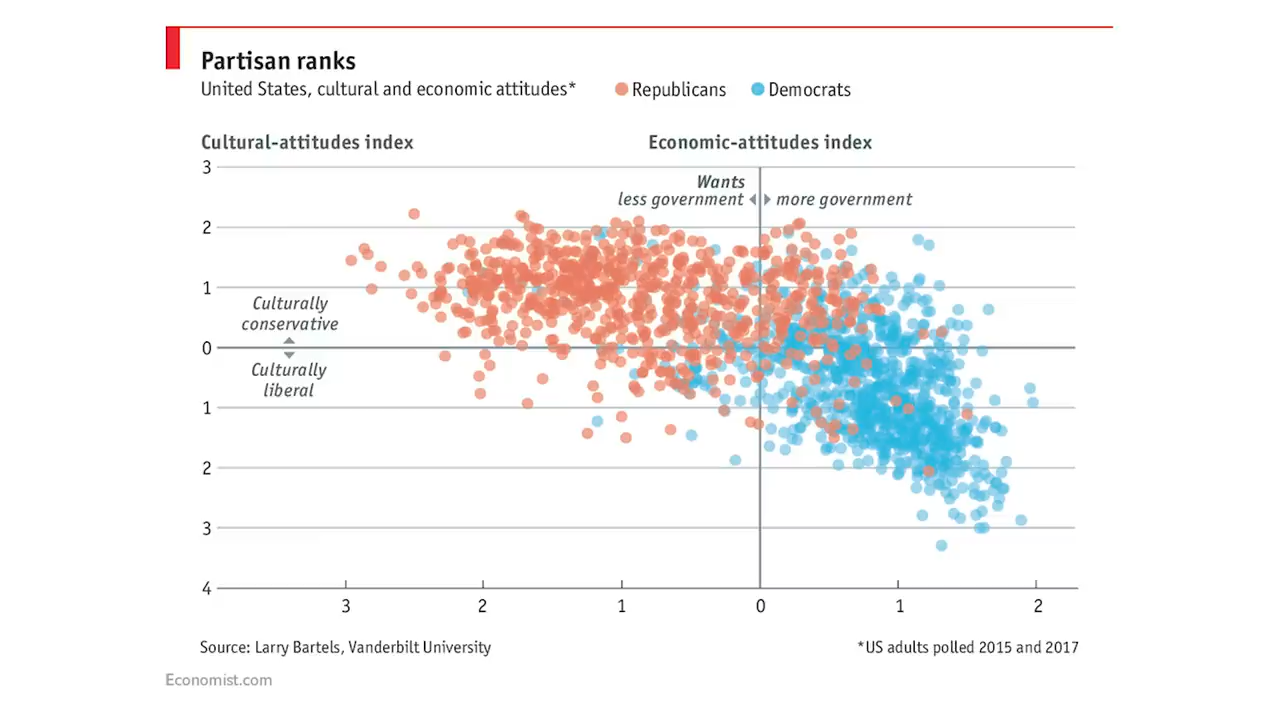 Partisan ranks
United States, cultural and economic attitudes*
Republicans
Democrats
Cultural-attitudes index
Economic-attitudes index
3
Wants
less government
more government
2
1
Culturally
conservative
0
Culturally
liberal
1
2
3
4
3 2 1 0 1 2
Source: Larry Bartels, Vanderbilt University
*US adults polled 2015 and 2017
Economist.com